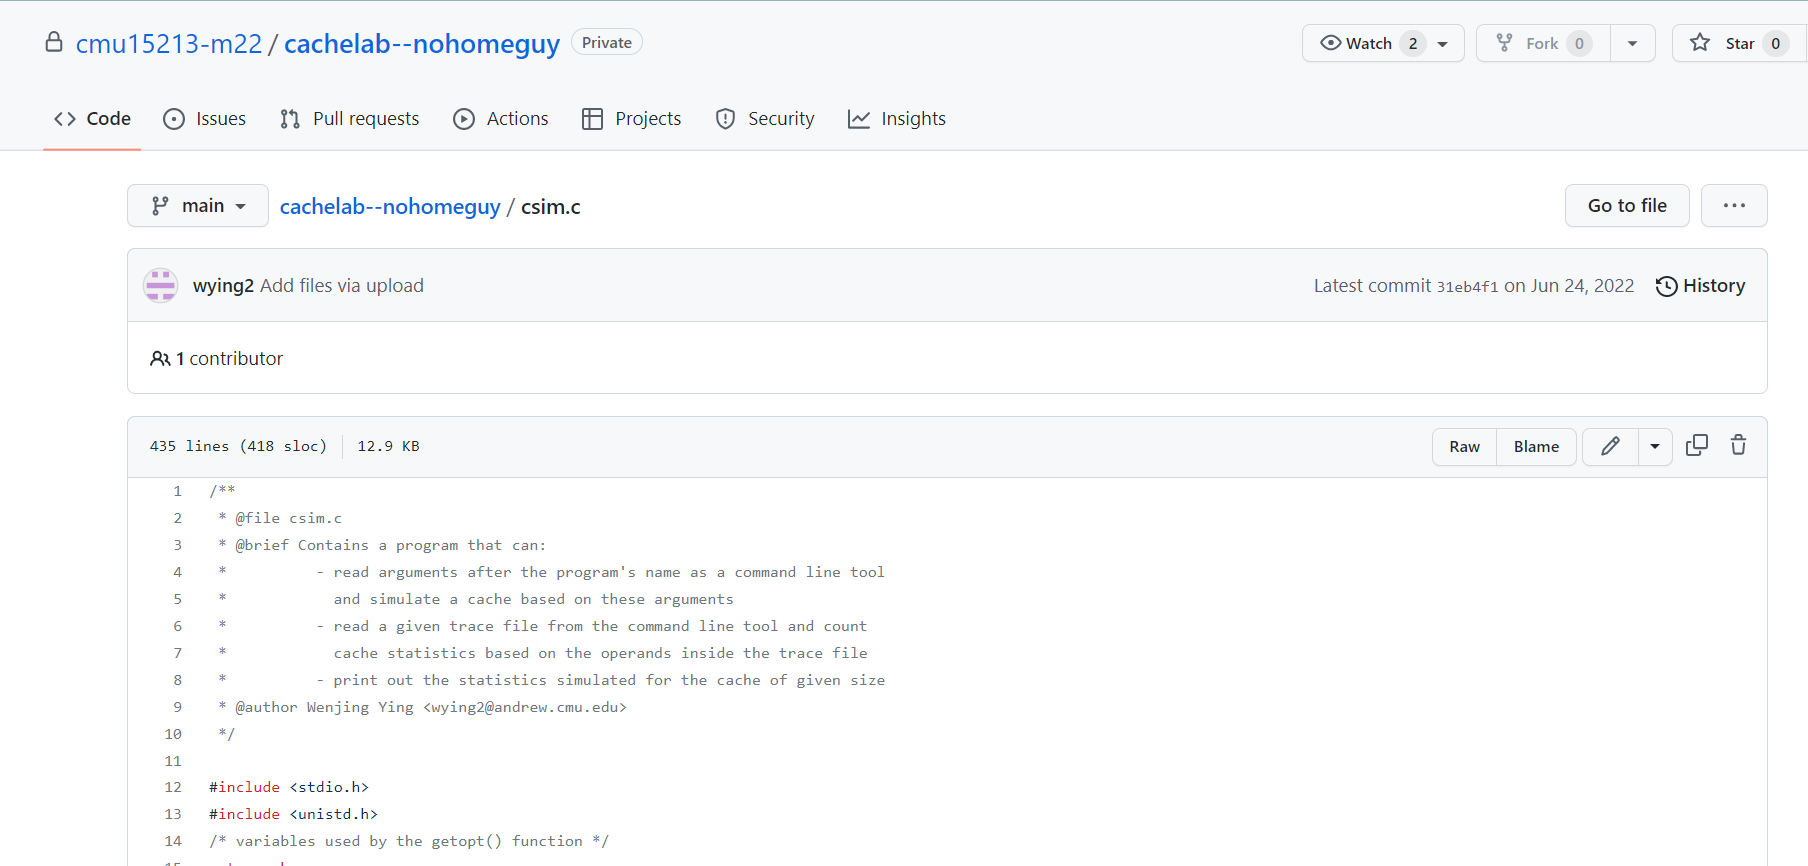 cmu15213-m22 / cachelab--nohomeguy Private Watch 2 Fork 0 Star 0
Code Issues Pull requests Actions Projects Security Insights
main cachelab--nohomeguy / csim.c Go to file ...
wying2 Add files via upload Latest commit 31eb4f1 on Jun 24, 2022 History
1 contributor
435 lines (418 sloc) 12.9 KB Raw Blame
1 /**
2 * @file csim.c
3 * @brief Contains a program that can:
4 * - read arguments after the program's name as a command line tool
5 * and simulate a cache based on these arguments
6 * - read a given trace file from the command line tool and count
7 * cache statistics based on the operands inside the trace file
8 * - print out the statistics simulated for the cache of given size
9 * @author Wenjing Ying <wying2@andrew.cmu.edu>
10 */
11
12 #include <stdio.h>
13 #include <unistd.h>
14 /* variables used by the getopt() function */